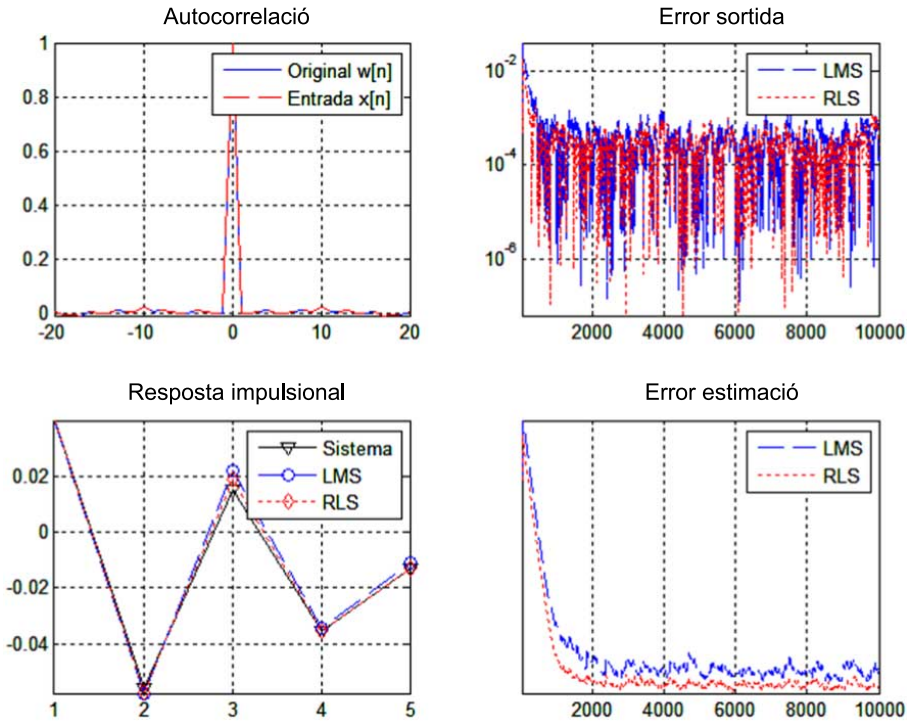 Autocorrelació
1
0.8
0.6
0.4
0.2
0
-20
-10
0
10
20
Original w[n]
Entrada x[n]
Error sortida
10^-2
10^-4
10^-6
2000
4000
6000
8000
10000
LMS
RLS
Resposta impulsional
0.02
0
-0.02
-0.04
1
2
3
4
5
Sistema
LMS
RLS
Error estimació
2000
4000
6000
8000
10000
LMS
RLS